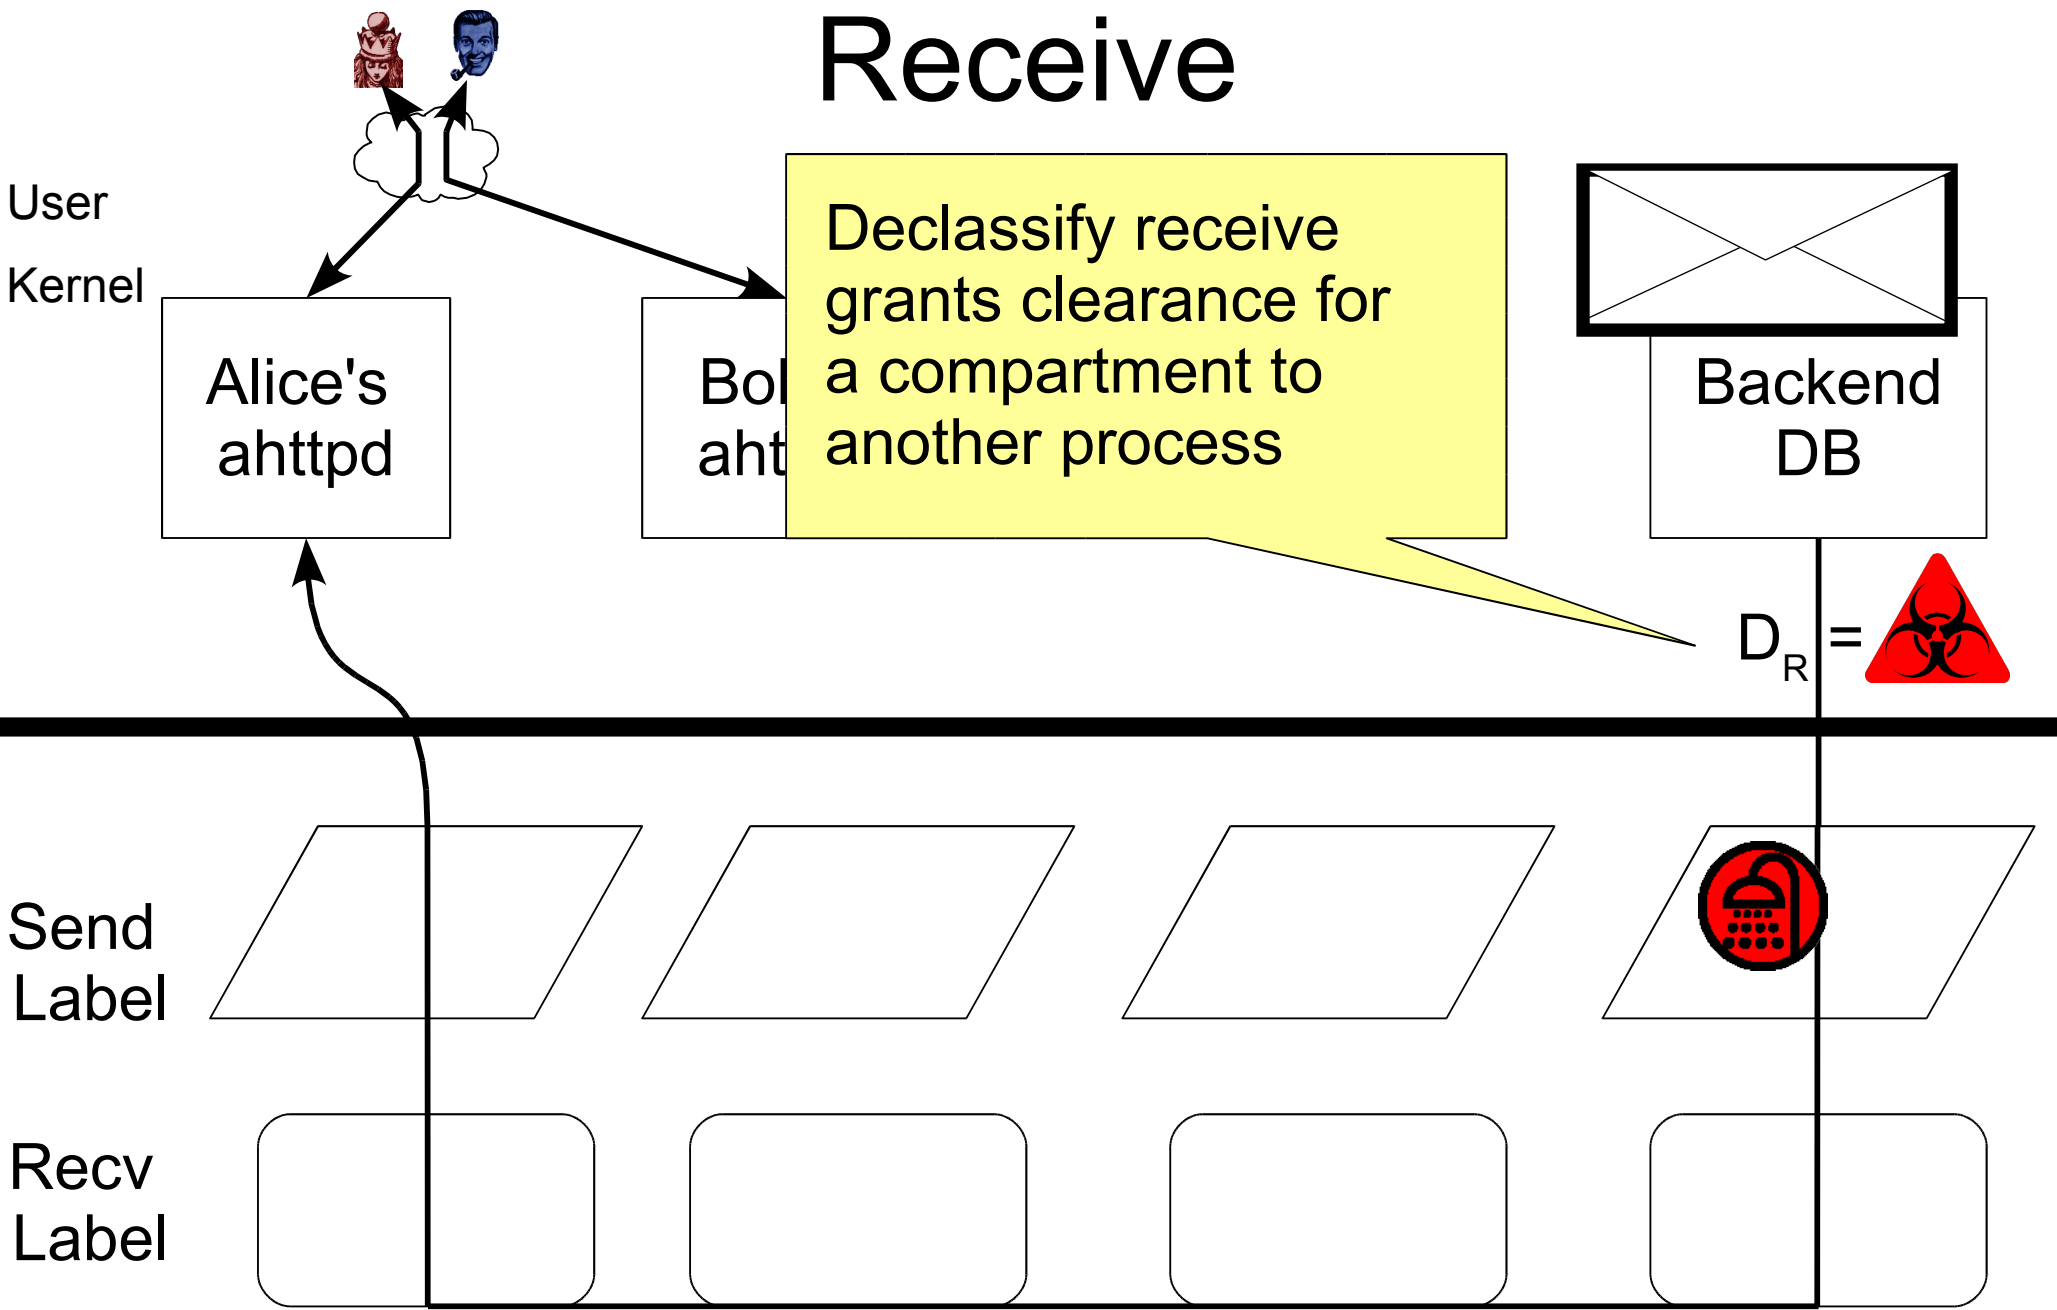 Receive
User
Kernel
Declassify receive
grants clearance for
a compartment to
another process
Alice's
ahttpd
Backend
DB
D_R =
Send
Label
Recv
Label